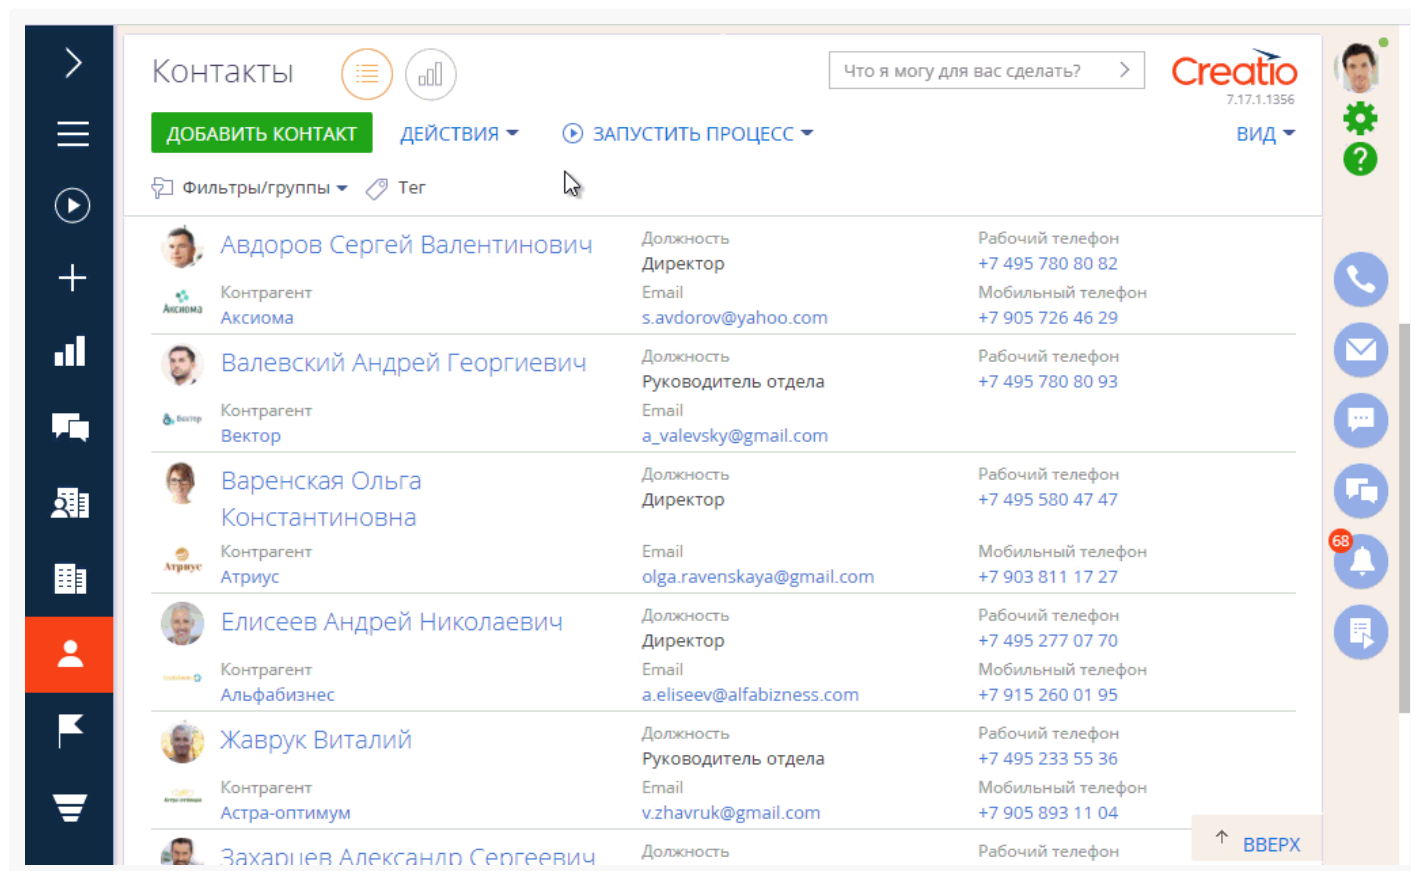 Контакты
Что я могу для вас сделать?
Creatio
7.17.1.1356
ДОБАВИТЬ КОНТАКТ
ДЕЙСТВИЯ
ЗАПУСТИТЬ ПРОЦЕСС
ВИД
Фильтры/группы
Тег
Авдоров Сергей Валентинович
Должность
Директор
Рабочий телефон
+7 495 780 80 82
Аксиома
Контрагент
Аксиома
Email
s.avdorov@yahoo.com
Мобильный телефон
+7 905 726 46 29
Валевский Андрей Георгиевич
Должность
Руководитель отдела
Рабочий телефон
+7 495 780 80 93
Вектор
Контрагент
Вектор
Email
a_valevsky@gmail.com
Варенская Ольга
Константиновна
Должность
Директор
Рабочий телефон
+7 495 580 47 47
Атриус
Контрагент
Атриус
Email
olga.ravenskaya@gmail.com
Мобильный телефон
+7 903 811 17 27
Елисеев Андрей Николаевич
Должность
Директор
Рабочий телефон
+7 495 277 07 70
Контрагент
Альфабизнес
Email
a.eliseev@alfabizness.com
Мобильный телефон
+7 915 260 01 95
Жаврук Виталий
Должность
Руководитель отдела
Рабочий телефон
+7 495 233 55 36
Контрагент
Астра-оптимум
Email
v.zhavruk@gmail.com
Мобильный телефон
+7 905 893 11 04
Захарцев Александр Сергеевич
Должность
Рабочий телефон
ВВЕРХ
68